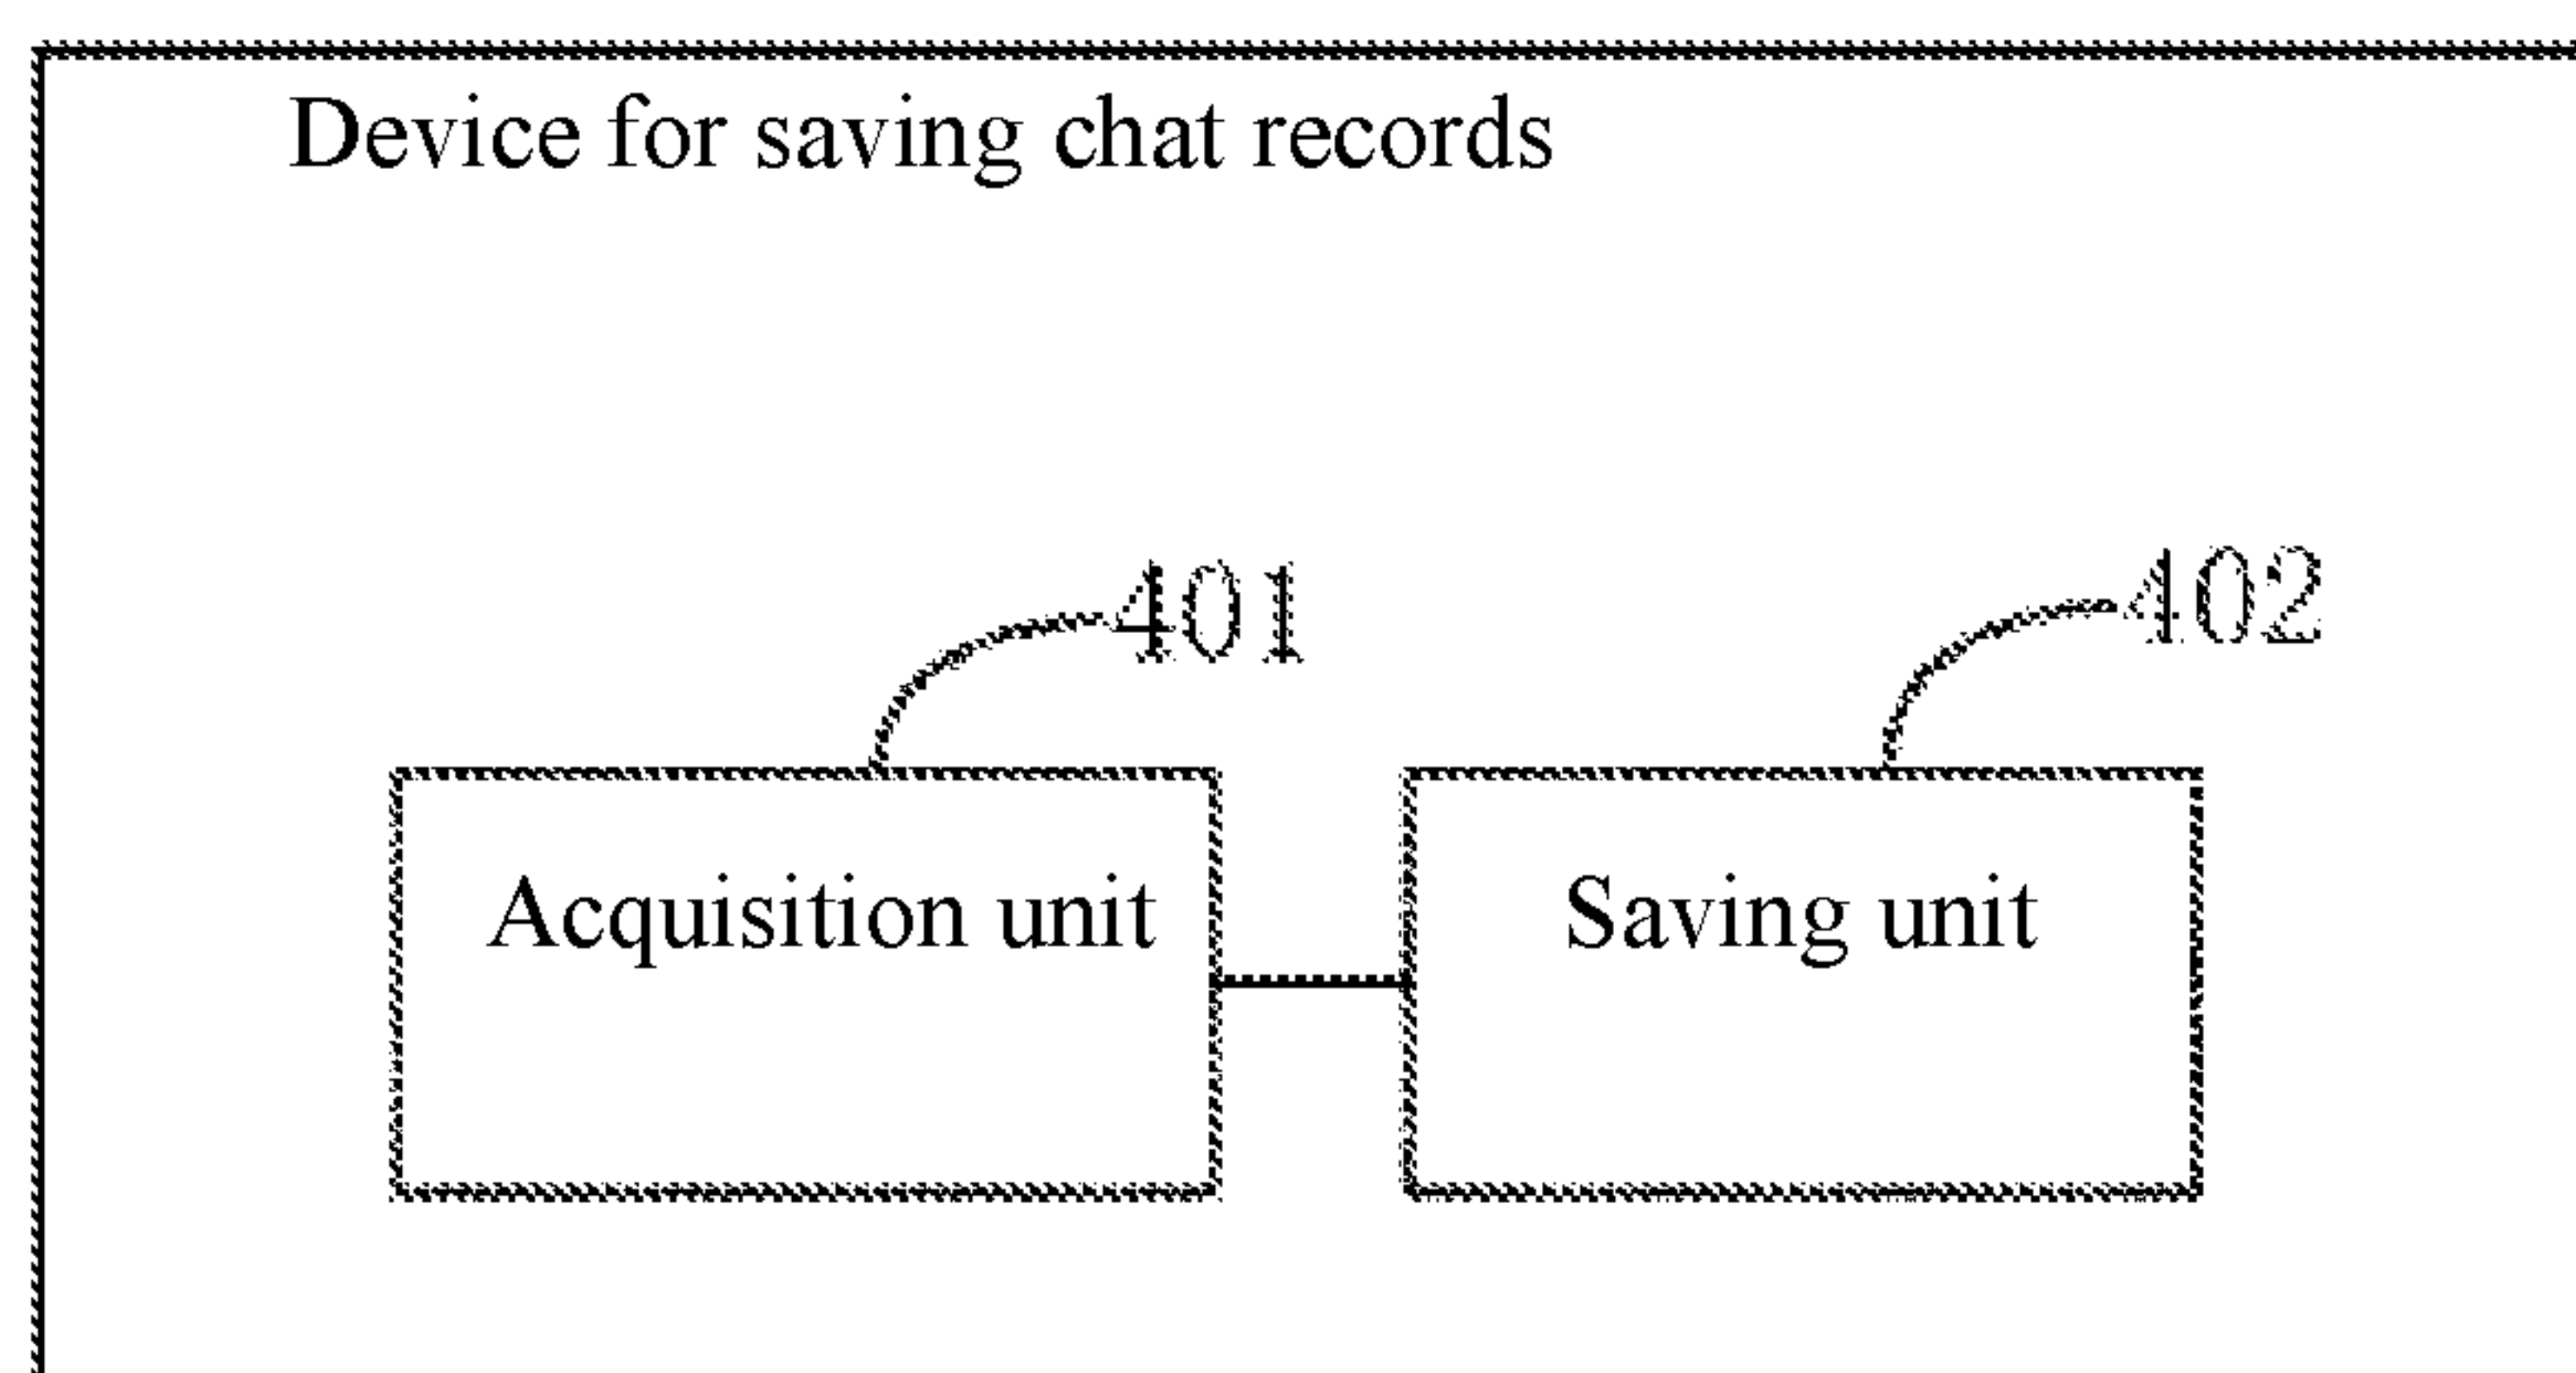 Device for saving chat records
401
402
Acquisition unit
Saving unit